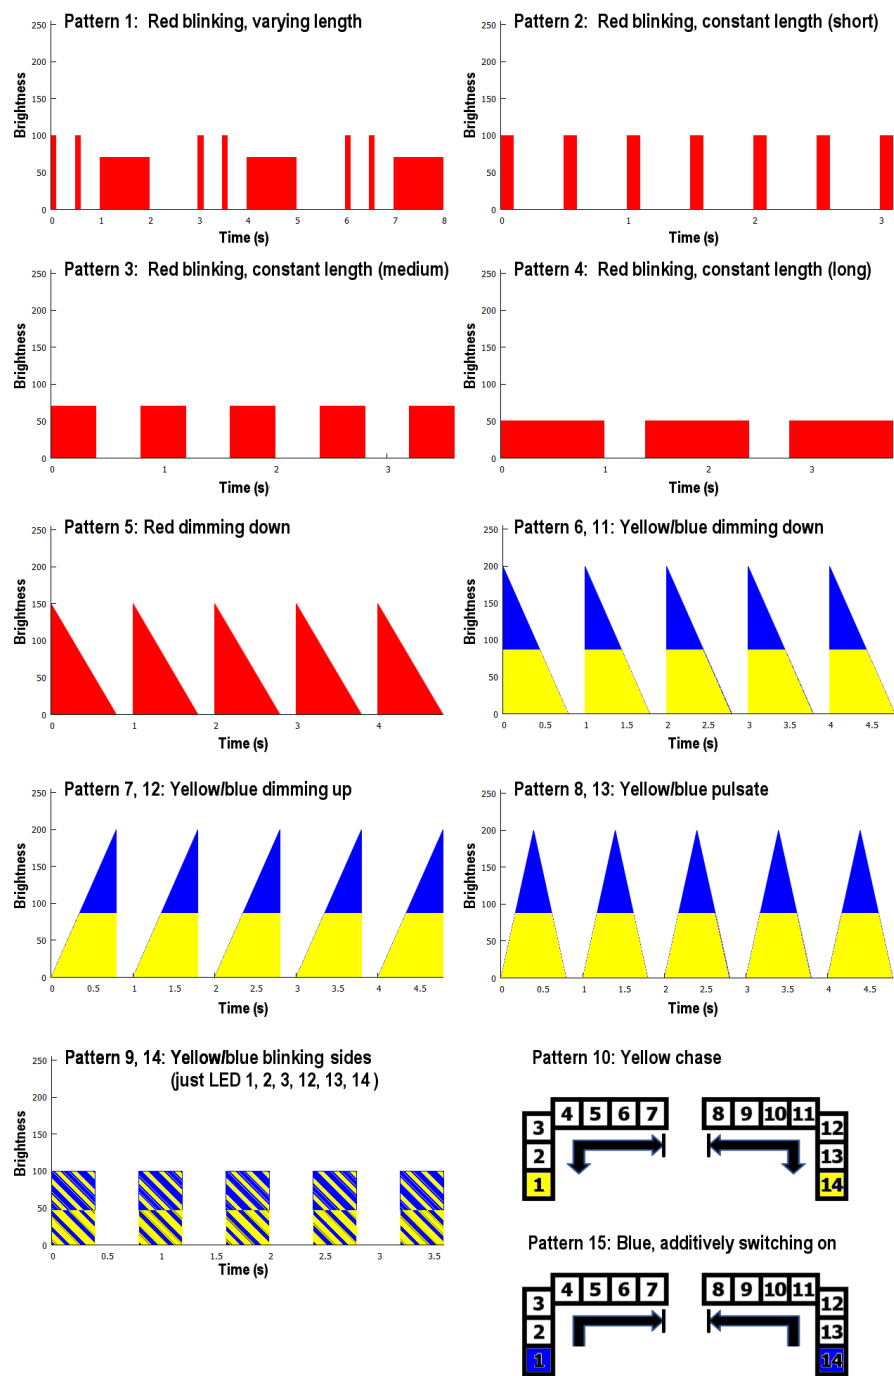 Pattern 1: Red blinking, varying length
Brightness
250
200
150
100
50
0
0 1 2 3 4 5 6 7 8
Time (s)
Pattern 2: Red blinking, constant length (short)
Brightness
250
200
150
100
50
0
0 1 2 3
Time (s)
Pattern 3: Red blinking, constant length (medium)
Brightness
250
200
150
100
50
0
0 1 2 3
Time (s)
Pattern 4: Red blinking, constant length (long)
Brightness
250
200
150
100
50
0
0 1 2 3
Time (s)
Pattern 5: Red dimming down
Brightness
250
200
150
100
50
0
0 1 2 3 4
Time (s)
Pattern 6, 11: Yellow/blue dimming down
Brightness
250
200
150
100
50
0
0 0.5 1 1.5 2 2.5 3 3.5 4 4.5
Time (s)
Pattern 7, 12: Yellow/blue dimming up
Brightness
250
200
150
100
50
0
0 0.5 1 1.5 2 2.5 3 3.5 4 4.5
Time (s)
Pattern 8, 13: Yellow/blue pulsate
Brightness
250
200
150
100
50
0
0 0.5 1 1.5 2 2.5 3 3.5 4 4.5
Time (s)
Pattern 9, 14: Yellow/blue blinking sides
(just LED 1, 2, 3, 12, 13, 14 )
Brightness
250
200
150
100
50
0
0 0.5 1 1.5 2 2.5 3 3.5
Time (s)
Pattern 10: Yellow chase
4 5 6 7 8 9 10 11
3 12
2 13
1 14
Pattern 15: Blue, additively switching on
4 5 6 7 8 9 10 11
3 12
2 13
1 14